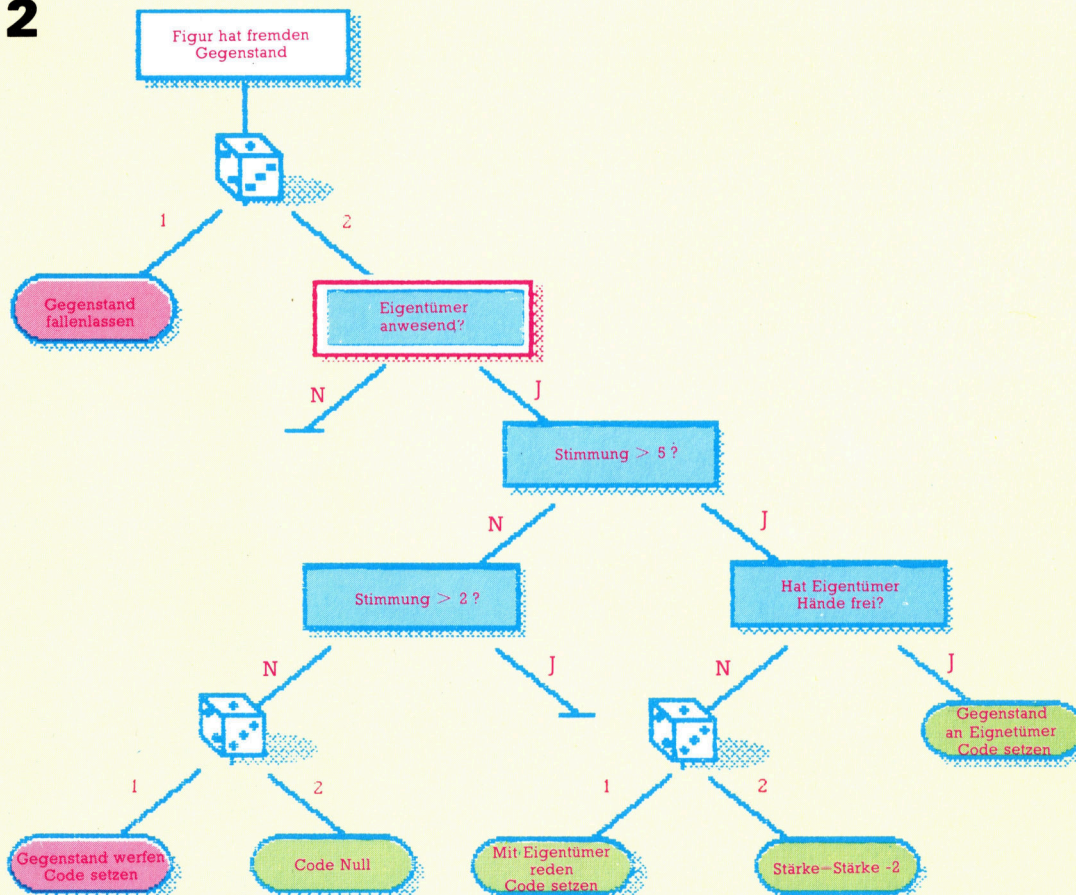 2
Figur hat fremden
Gegenstand
1
2
Gegenstand
fallenlassen
Eigentümer
anwesend?
N
J
Stimmung > 5?
N
J
Stimmung > 2?
Hat Eigentümer
Hände frei?
N
J
N
J
Gegenstand
an Eignetümer
Code setzen
1
2
1
2
Gegenstand werfen
Code setzen
Code Null
Mit Eigentümer
reden
Code setzen
Stärke—Stärke -2